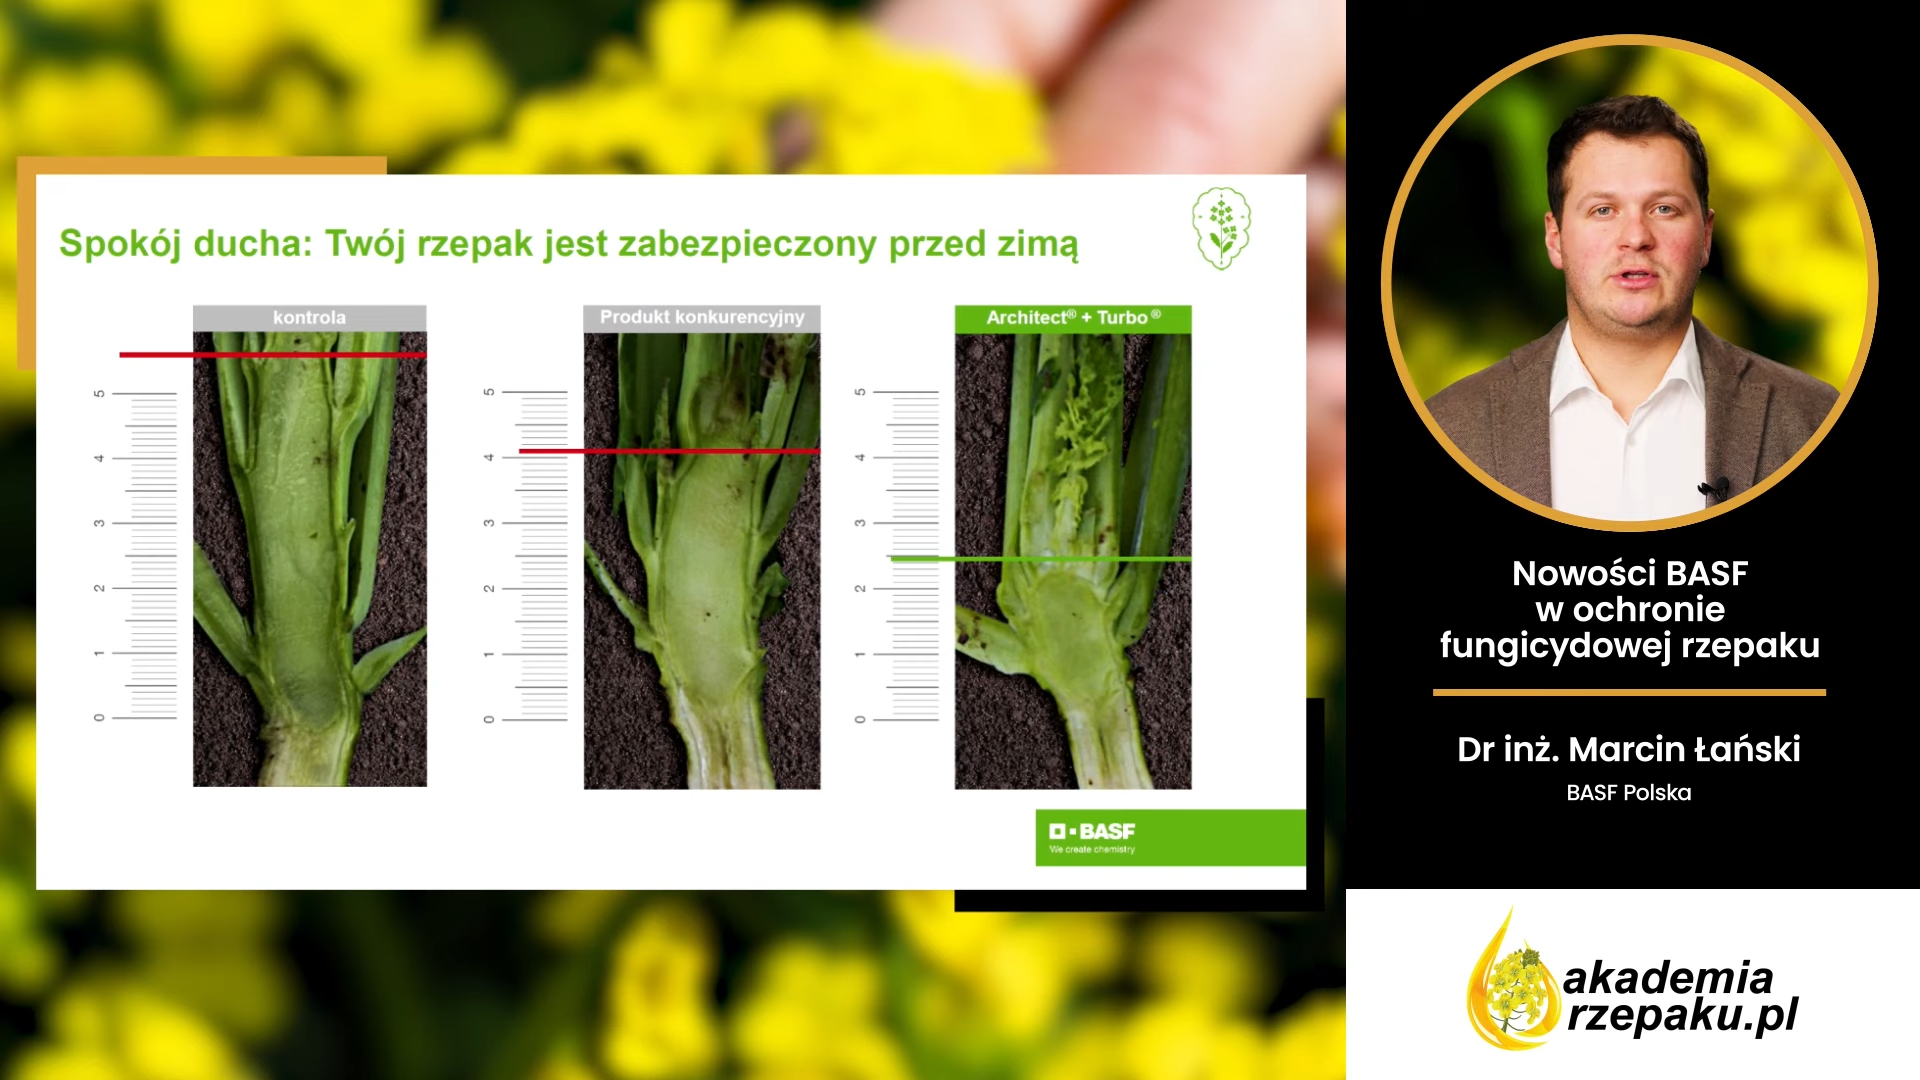 Spokój ducha: Twój rzepak jest zabezpieczony przed zimą
kontrola
Produkt konkurencyjny
Architect® + Turbo®
5
4
3
2
1
0
5
4
3
2
1
0
5
4
3
2
1
0
BASF
We create chemistry
Nowości BASF
w ochronie
fungicydowej rzepaku
Dr inż. Marcin Łański
BASF Polska
akademia
rzepaku.pl